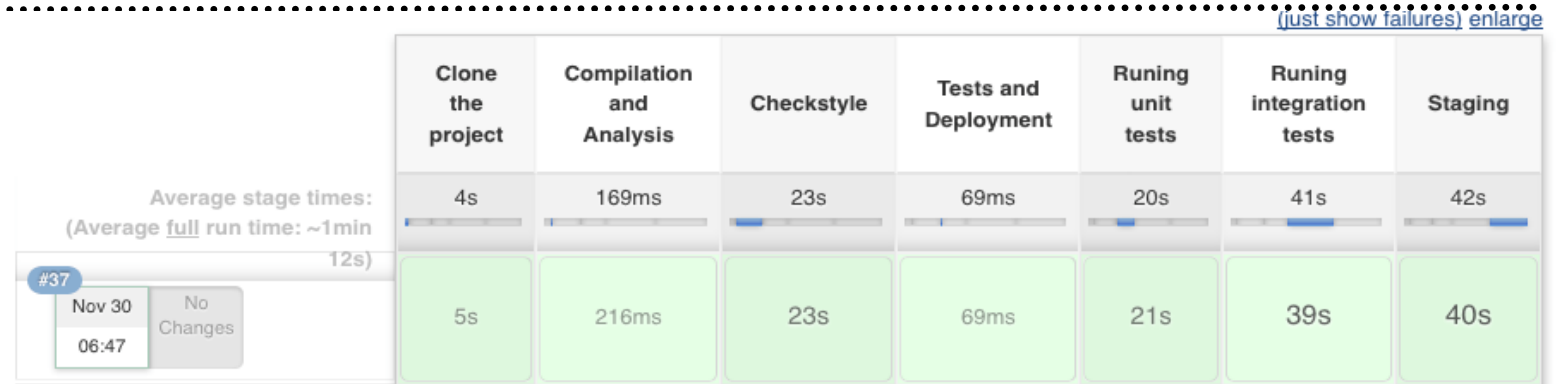 (just show failures) enlarge
Clone
the
project
Compilation
and
Analysis
Checkstyle
Tests and
Deployment
Runing
unit
tests
Runing
integration
tests
Staging
Average stage times:
(Average full run time: ~1min
12s)
4s
169ms
23s
69ms
20s
41s
42s
#37
Nov 30
06:47
No
Changes
5s
216ms
23s
69ms
21s
39s
40s